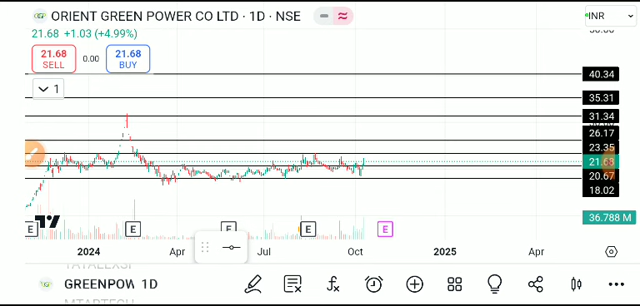 ORIENT GREEN POWER CO LTD · 1D · NSE
INR
21.68 +1.03 (+4.99%)
21.68 SELL 0.00 21.68 BUY
1
40.34
35.31
31.34
26.17
23.35
21.68
20.67
18.02
36.788 M
E E E E E
2024 Apr Jul Oct 2025 Apr
GREENPOW 1D